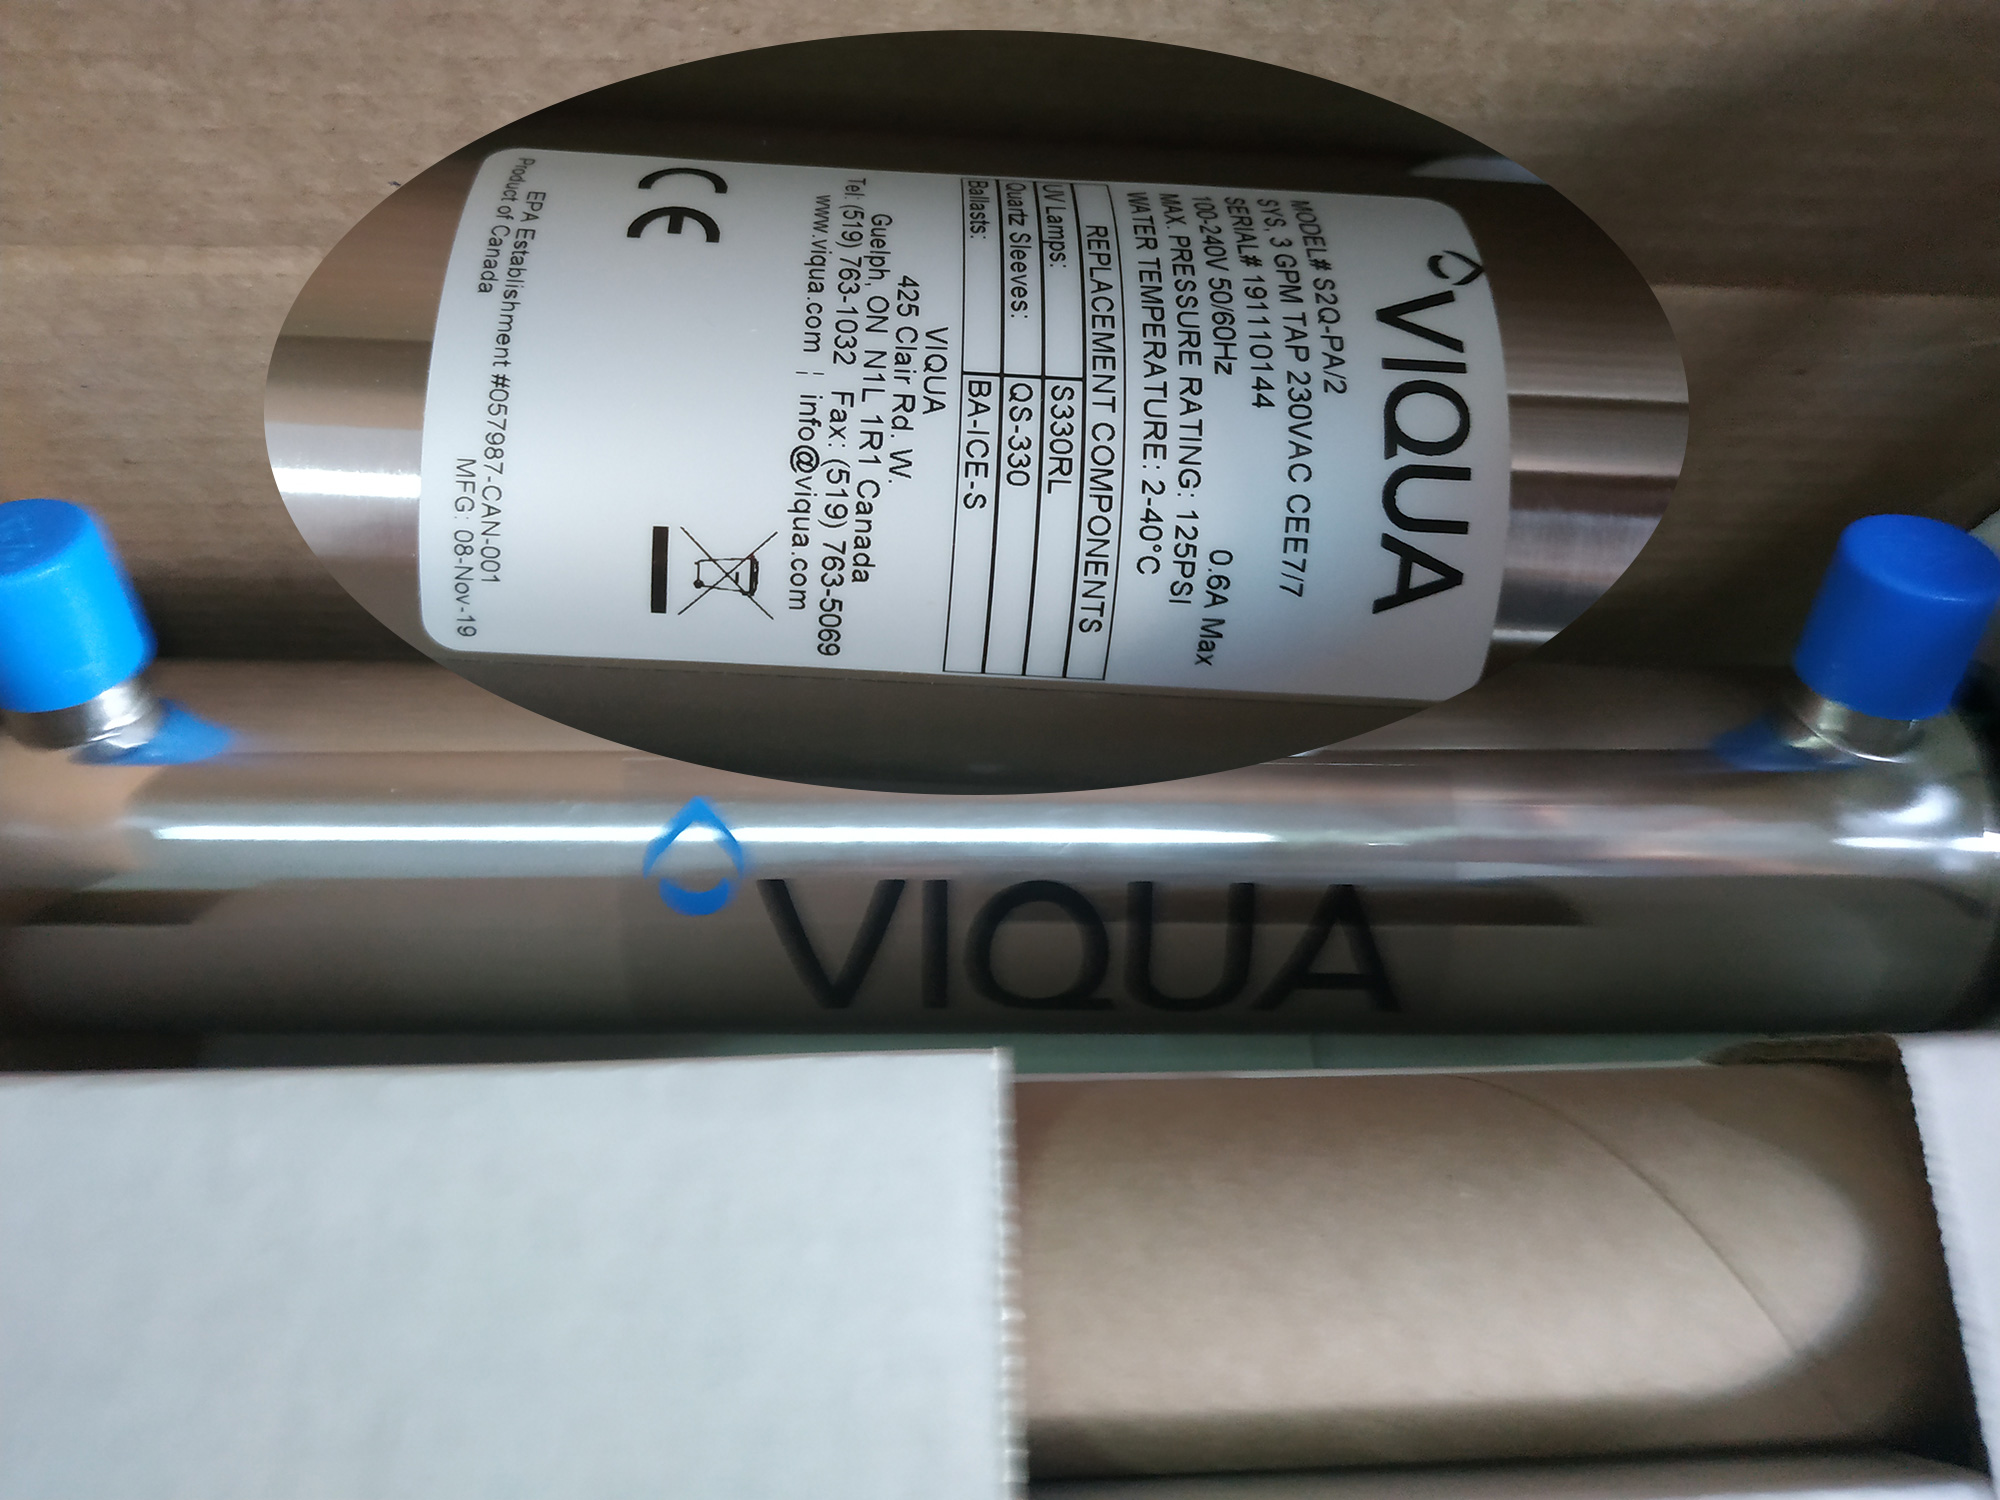 VIQUA
MODEL# S2Q-PA/2
SYS, 3 GPM TAP 230VAC CEE7/7
SERIAL# 191110144
100-240V 50/60Hz 0.6A Max
MAX. PRESSURE RATING: 125PSI
WATER TEMPERATURE: 2-40°C
REPLACEMENT COMPONENTS
UV Lamps: S330RL
Quartz Sleeves: QS-330
Ballasts: BA-ICE-S
VIQUA
425 Clair Rd. W.
Guelph, ON N1L 1R1 Canada
Tel: (519) 763-1032 Fax: (519) 763-5069
www.viqua.com | info@viqua.com
CE
EPA Establishment #057987-CAN-001
Product of Canada MFG: 08-Nov-19
VIQUA